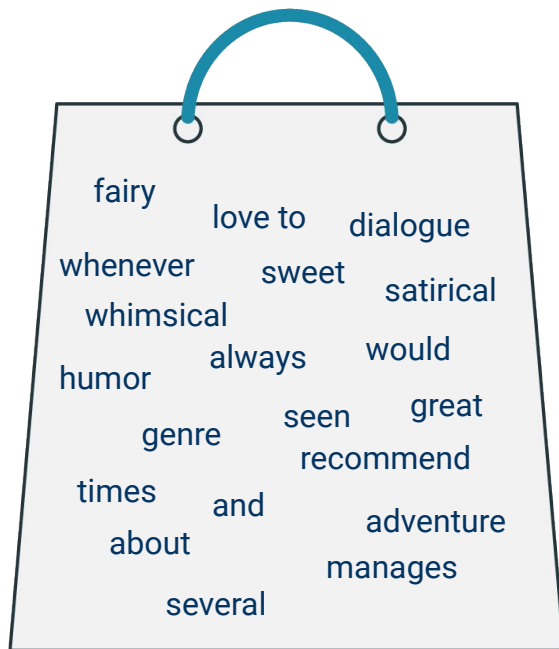 fairy
love to
dialogue
whenever
sweet
satirical
whimsical
always
would
humor
seen
great
genre
recommend
times
and
adventure
about
manages
several